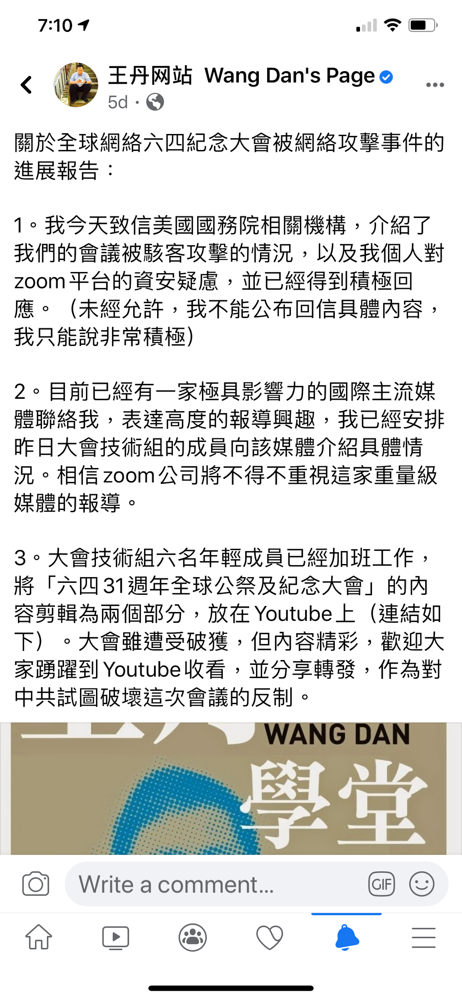 7:10
王丹网站 Wang Dan's Page
5d ·
關於全球網絡六四紀念大會被網絡攻擊事件的
進展報告：
1。我今天致信美國國務院相關機構，介紹了
我們的會議被駭客攻擊的情況，以及我個人對
zoom平台的資安疑慮，並已經得到積極回
應。（未經允許，我不能公布回信具體內容，
我只能說非常積極）
2。目前已經有一家極具影響力的國際主流媒
體聯絡我，表達高度的報導興趣，我已經安排
昨日大會技術組的成員向該媒體介紹具體情
況。相信zoom公司將不得不重視這家重量級
媒體的報導。
3。大會技術組六名年輕成員已經加班工作，
將「六四31週年全球公祭及紀念大會」的內
容剪輯為兩個部分，放在Youtube上（連結如
下）。大會雖遭受破獲，但內容精彩，歡迎大
家踴躍到Youtube收看，並分享轉發，作為對
中共試圖破壞這次會議的反制。
WANG DAN
學堂
Write a comment...
GIF